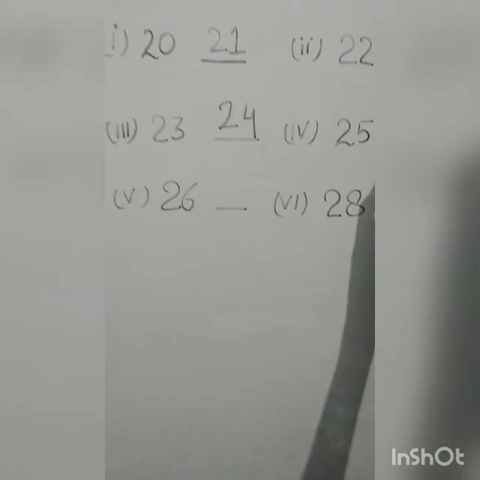 (i) 20 21 (ii) 22
(iii) 23 24 (iv) 25
(v) 26 _ (vi) 28
InShOt